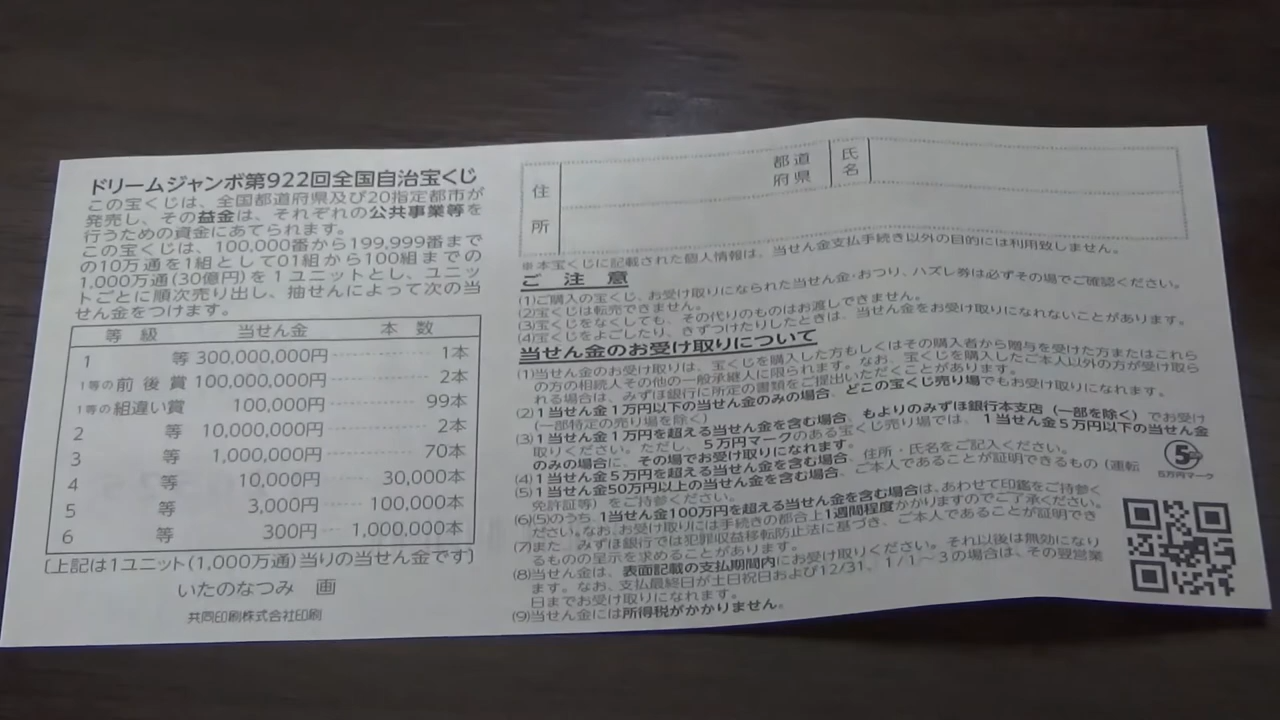 ドリームジャンボ第922回全国自治宝くじ
この宝くじは、全国都道府県及び20指定都市が
発売し、その益金は、それぞれの公共事業等を
行うための資金にあてられます。
この宝くじは、100,000番から199,999番まで
の10万通を1組として01組から100組までの
1,000万通(30億円)を1ユニットとし、ユニッ
トごとに順次売り出し、抽せんによって次の当
せん金をつけます。
等級 当せん金 本数
1等 300,000,000円 1本
1等の前後賞 100,000,000円 2本
1等の組違い賞 100,000円 99本
2等 10,000,000円 2本
3等 1,000,000円 70本
4等 10,000円 30,000本
5等 3,000円 100,000本
6等 300円 1,000,000本
〔上記は1ユニット(1,000万通)当りの当せん金です〕
いたのなつみ 画
共同印刷株式会社印刷
住所
都道府県
氏名
※本宝くじに記載された個人情報は、当せん金支払手続き以外の目的には利用致しません。
ご注意
(1)ご購入の宝くじ、お受け取りになられた当せん金・おつり、ハズレ券は必ずその場でご確認ください。
(2)宝くじは転売できません。
(3)宝くじをなくしても、その代りのものはお渡しできません。
(4)宝くじをよごしたり、きずつけたりしたときは、当せん金をお受け取りになれないことがあります。
当せん金のお受け取りについて
(1)当せん金のお受け取りは、宝くじを購入した方もしくはその購入者から贈与を受けた方またはこれら
の方の相続人その他の一般承継人に限られます。なお、宝くじを購入したご本人以外の方が受け取ら
れる場合は、みずほ銀行に所定の書類をご提出いただくことがあります。
(2)1当せん金1万円以下の当せん金のみの場合、どこの宝くじ売り場でもお受け取りになれます。
(一部特定の売り場を除く)
(3)1当せん金1万円を超える当せん金を含む場合、もよりのみずほ銀行本支店(一部を除く)でお受け
取りください。ただし、5万円マークのある宝くじ売り場では、1当せん金5万円以下の当せん金
のみの場合に、その場でお受け取りになれます。
(4)1当せん金5万円を超える当せん金を含む場合、住所・氏名をご記入ください。
(5)1当せん金50万円以上の当せん金を含む場合、ご本人であることが証明できるもの(運転
免許証等)をご持参ください。
(6)(5)のうち、1当せん金100万円を超える当せん金を含む場合は、あわせて印鑑をご持参く
ださい。なお、お受け取りには手続きの都合上1週間程度かかりますのでご了承ください。
(7)また、みずほ銀行では犯罪収益移転防止法に基づき、ご本人であることが証明でき
るものの呈示を求めることがあります。
(8)当せん金は、表面記載の支払期間内にお受け取りください。それ以後は無効になり
ます。なお、支払最終日が土日祝日および12/31、1/1~3の場合は、その翌営業
日までお受け取りになれます。
(9)当せん金には所得税がかかりません。
5
5万円マーク